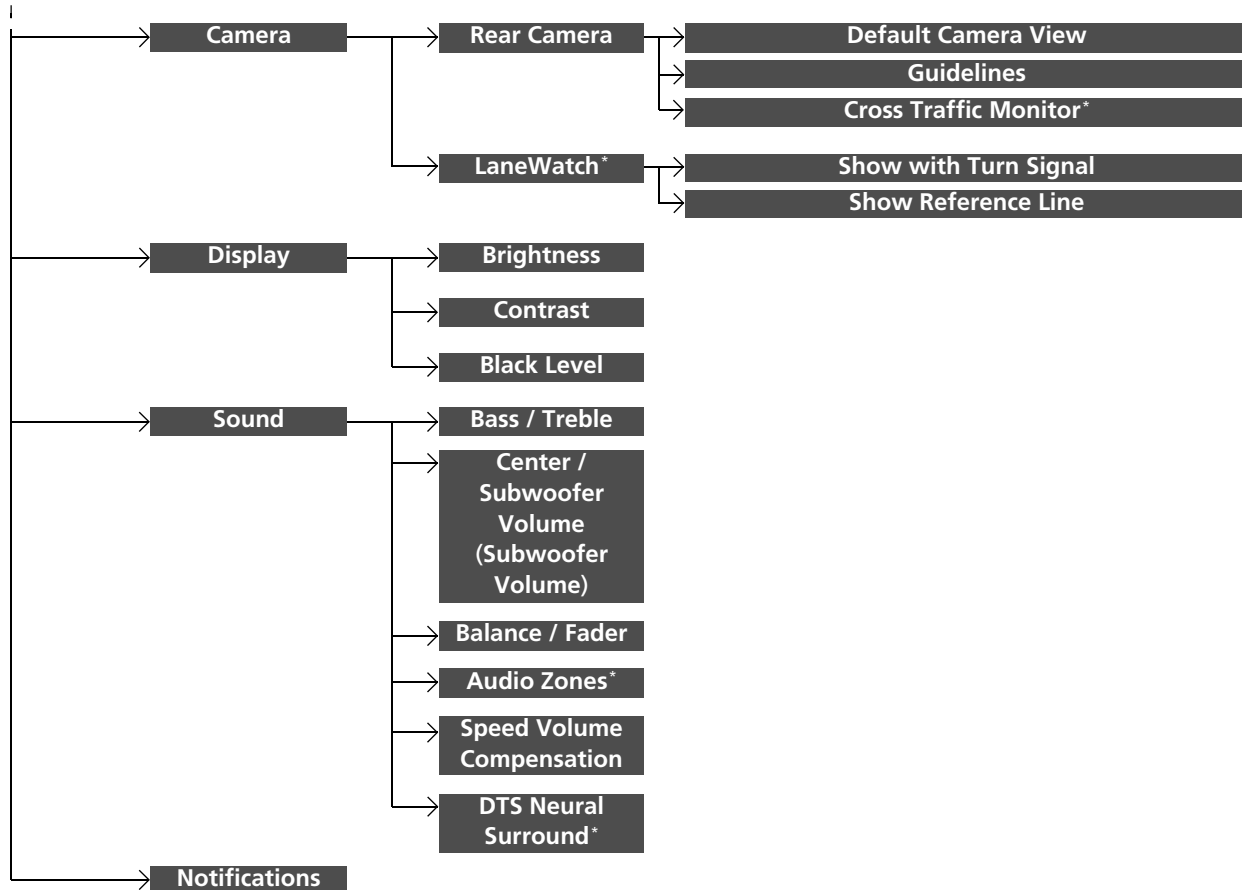 Camera
Rear Camera
Default Camera View
Guidelines
Cross Traffic Monitor*
LaneWatch*
Show with Turn Signal
Show Reference Line
Display
Brightness
Contrast
Black Level
Sound
Bass / Treble
Center /
Subwoofer
Volume
(Subwoofer
Volume)
Balance / Fader
Audio Zones*
Speed Volume
Compensation
DTS Neural
Surround*
Notifications